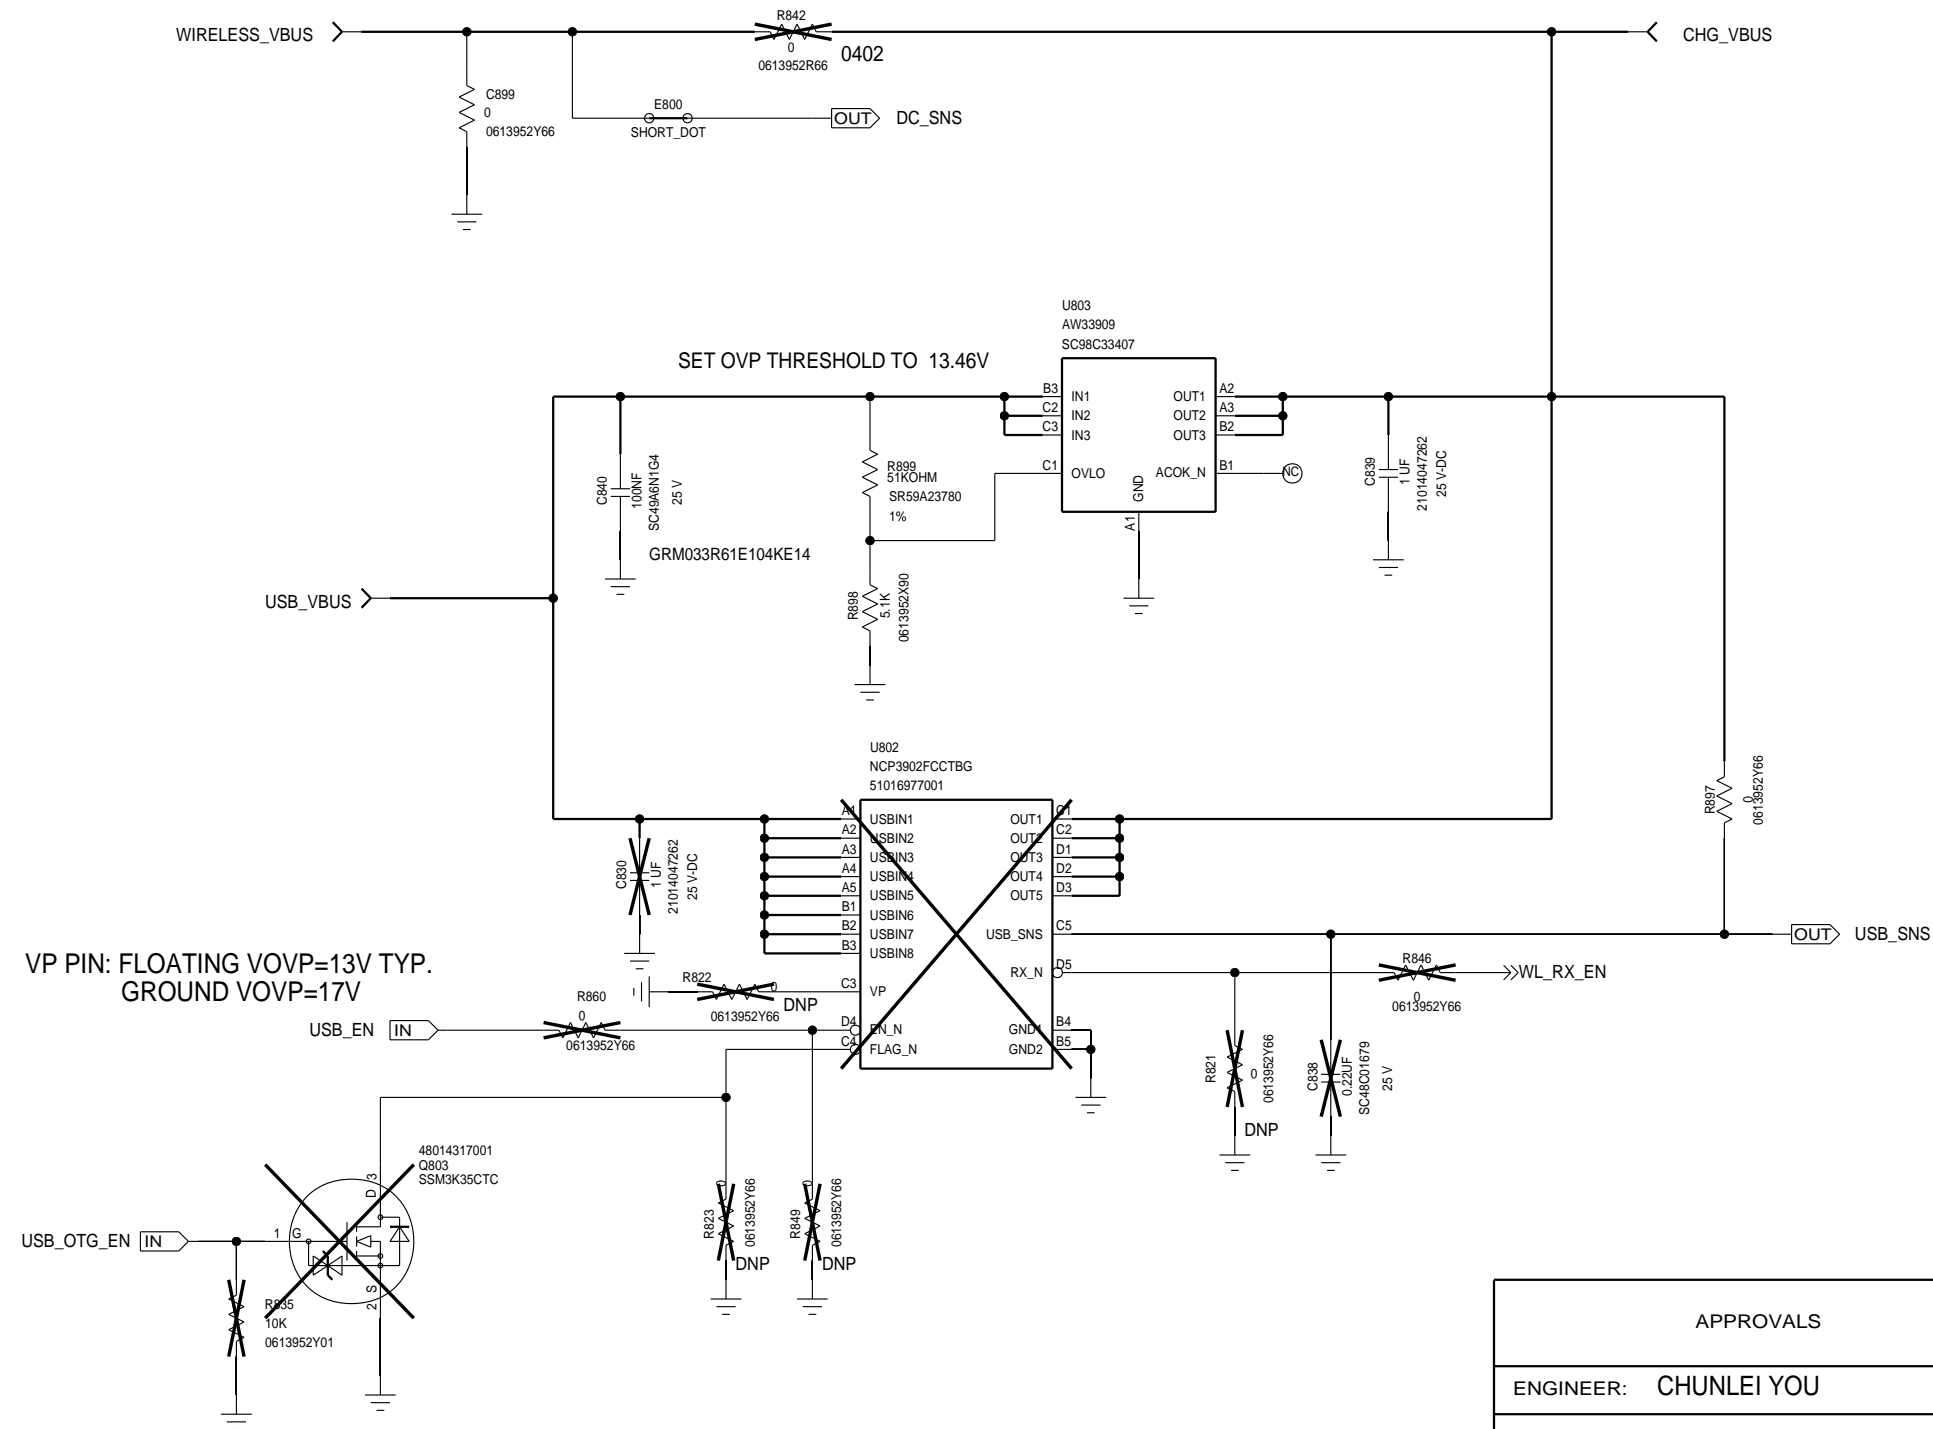 WIRELESS_VBUS
R842
0
0613952R66
0402
CHG_VBUS
C899
0
0613952Y66
E800
SHORT_DOT
OUT
DC_SNS
U803
AW33909
SC98C33407
SET OVP THRESHOLD TO 13.46V
B3 IN1
C2 IN2
C3 IN3
C1 OVLO
OUT1 A2
OUT2 A3
OUT3 B2
ACOK_N B1
NC
GND
A1
C840
100NF
SC49A6N1G4
25 V
GRM033R61E104KE14
R899
51KOHM
SR59A23780
1%
R898
5.1K
0613952X90
C839
1 UF
21014047262
25 V-DC
USB_VBUS
U802
NCP3902FCCTBG
51016977001
A1 USBIN1
A2 USBIN2
A3 USBIN3
A4 USBIN4
A5 USBIN5
B1 USBIN6
B2 USBIN7
B3 USBIN8
C3 VP
D4 EN_N
C4 FLAG_N
OUT1 C1
OUT2 C2
OUT3 D1
OUT4 D2
OUT5 D3
USB_SNS C5
RX_N D5
GND1 B4
GND2 B5
C830
1 UF
21014047262
25 V-DC
R897
0
0613952Y66
OUT
USB_SNS
VP PIN: FLOATING VOVP=13V TYP.
GROUND VOVP=17V
R822
0
0613952Y66
DNP
R860
0
0613952Y66
USB_EN
IN
R846
0
0613952Y66
WL_RX_EN
R821
0
0613952Y66
DNP
C838
0.22UF
SC48C01679
25 V
48014317001
Q803
SSM3K35CTC
D 3
1 G
2 S
USB_OTG_EN
IN
R835
10K
0613952Y01
R823
0
0613952Y66
DNP
R849
0
0613952Y66
DNP
APPROVALS
ENGINEER: CHUNLEI YOU